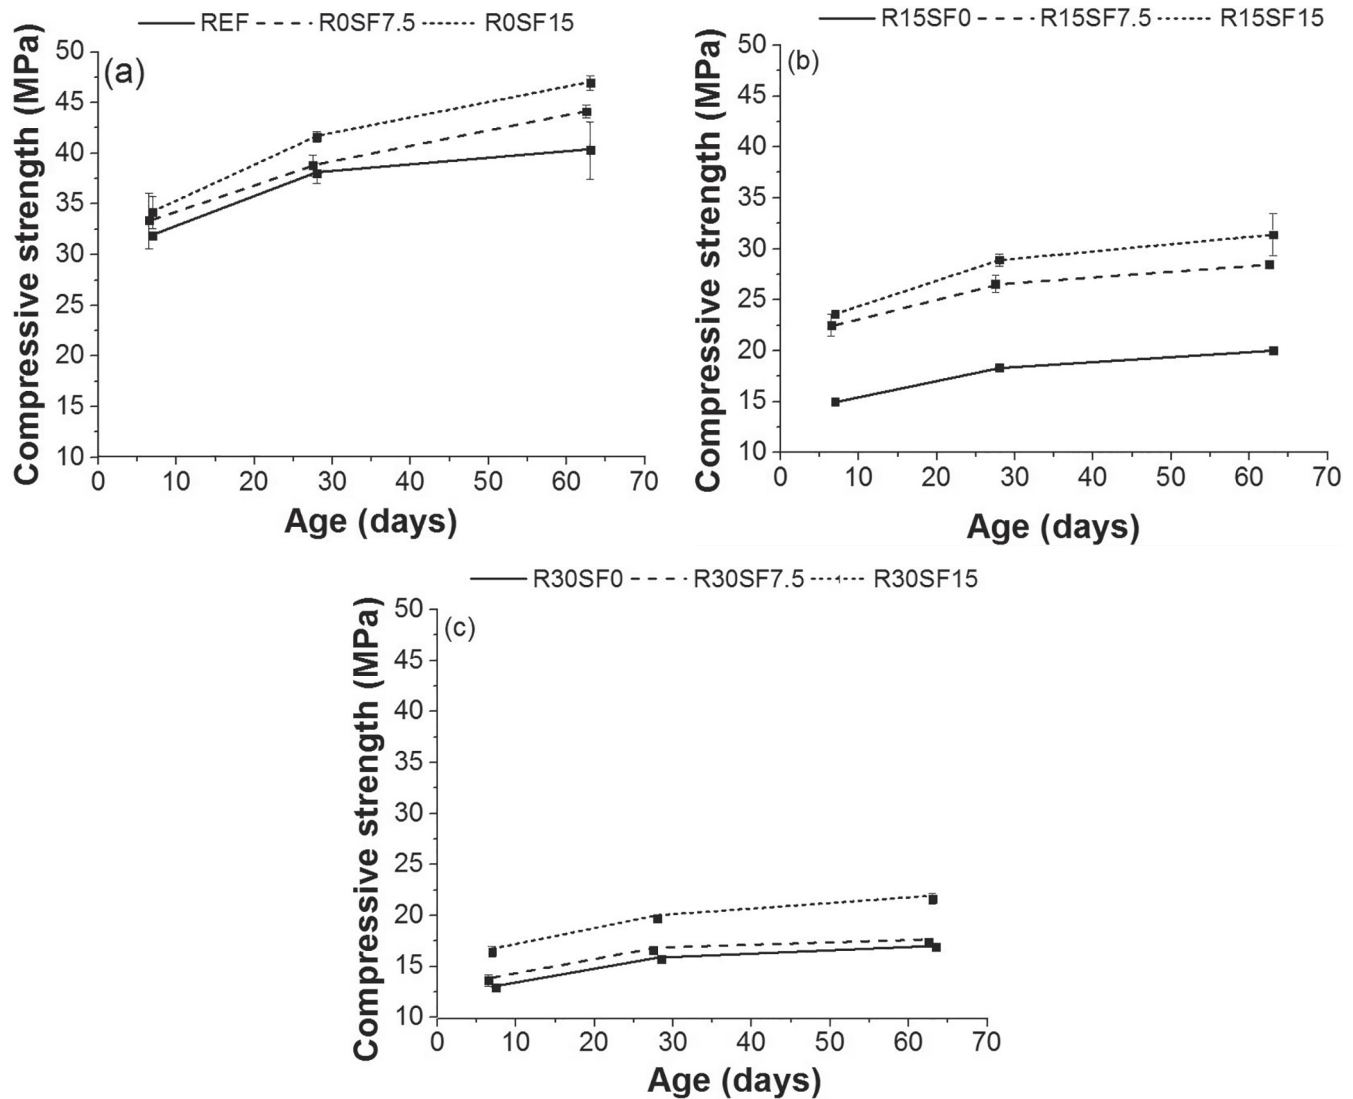 REF R0SF7.5 R0SF15
(a)
Compressive strength (MPa)
50
45
40
35
30
25
20
15
10
0 10 20 30 40 50 60 70
Age (days)
R15SF0 R15SF7.5 R15SF15
(b)
Compressive strength (MPa)
50
45
40
35
30
25
20
15
10
0 10 20 30 40 50 60 70
Age (days)
R30SF0 R30SF7.5 R30SF15
(c)
Compressive strength (MPa)
50
45
40
35
30
25
20
15
10
0 10 20 30 40 50 60 70
Age (days)